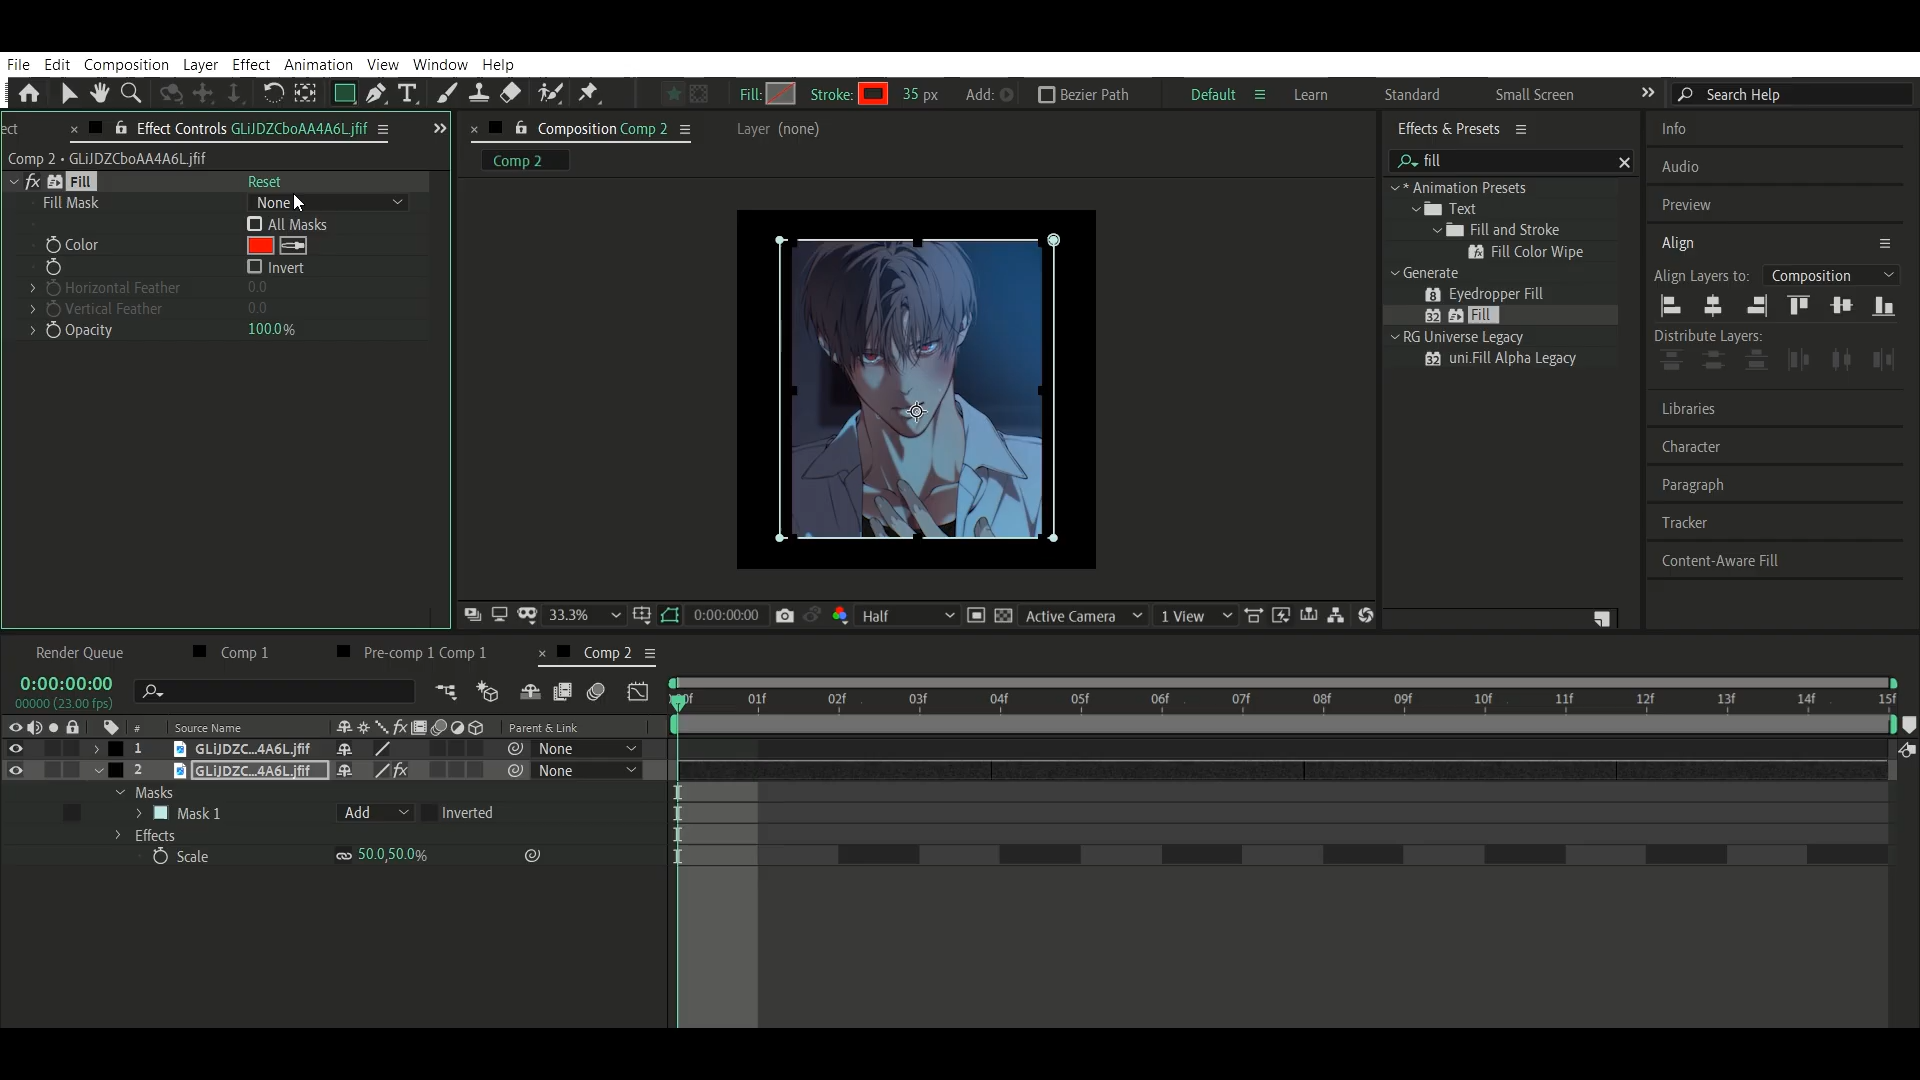 File Edit Composition Layer Effect Animation View Window Help
Fill: Stroke: 35 px Add: Bezier Path Default Learn Standard Small Screen Search Help
ect Effect Controls GLiJDZCboAA4A6L.jfif
Comp 2 • GLiJDZCboAA4A6L.jfif
fx Fill Reset
Fill Mask None
All Masks
Color
Invert
Horizontal Feather 0.0
Vertical Feather 0.0
Opacity 100.0%
Composition Comp 2 Layer (none)
Comp 2
33.3% 0:00:00:00 Half Active Camera 1 View
Effects & Presets
fill
* Animation Presets
Text
Fill and Stroke
Fill Color Wipe
Generate
8 Eyedropper Fill
32 Fill
RG Universe Legacy
32 uni.Fill Alpha Legacy
Info
Audio
Preview
Align
Align Layers to: Composition
Distribute Layers:
Libraries
Character
Paragraph
Tracker
Content-Aware Fill
Render Queue Comp 1 Pre-comp 1 Comp 1 Comp 2
0:00:00:00
00000 (23.00 fps)
01f 02f 03f 04f 05f 06f 07f 08f 09f 10f 11f 12f 13f 14f 15f
# Source Name fx Parent & Link
1 GLiJDZC...4A6L.jfif None
2 GLiJDZC...4A6L.jfif fx None
Masks
Mask 1 Add Inverted
Effects
Scale 50.0,50.0%